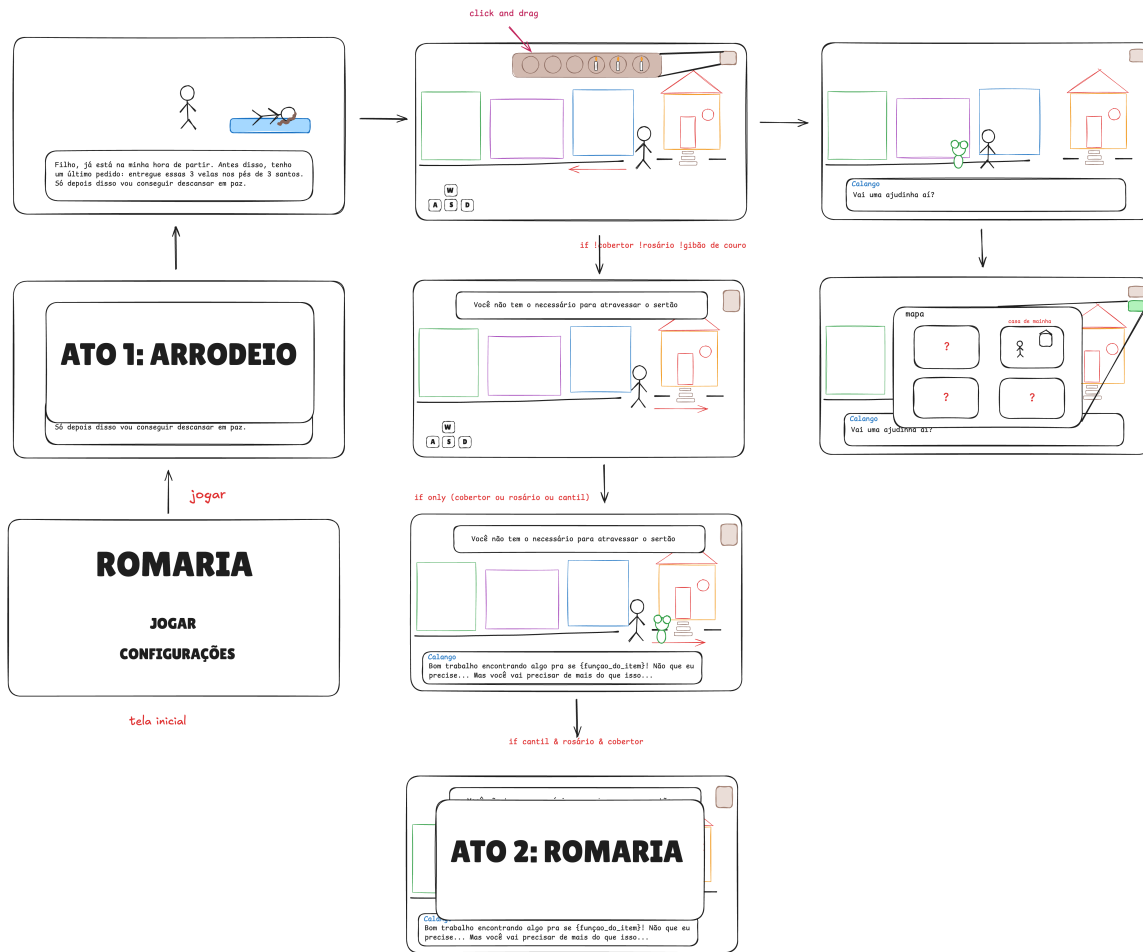 click and drag
Filho, já está na minha hora de partir. Antes disso, tenho
um último pedido: entregue essas 3 velas nos pés de 3 santos.
Só depois disso vou conseguir descansar em paz.
W
A S D
Calango
Vai uma ajudinha aí?
if !cobertor !rosário !gibão de couro
ATO 1: ARRODEIO
Só depois disso vou conseguir descansar em paz.
Você não tem o necessário para atravessar o sertão
W
A S D
mapa
casa de mainha
?
? ?
Calango
Vai uma ajudinha aí?
jogar
if only (cobertor ou rosário ou cantil)
ROMARIA
JOGAR
CONFIGURAÇÕES
tela inicial
Você não tem o necessário para atravessar o sertão
Calango
Bom trabalho encontrando algo pra se {funçao_do_item}! Não que eu
precise... Mas você vai precisar de mais do que isso...
if cantil & rosário & cobertor
ATO 2: ROMARIA
Calango
Bom trabalho encontrando algo pra se {funçao_do_item}! Não que eu
precise... Mas você vai precisar de mais do que isso...